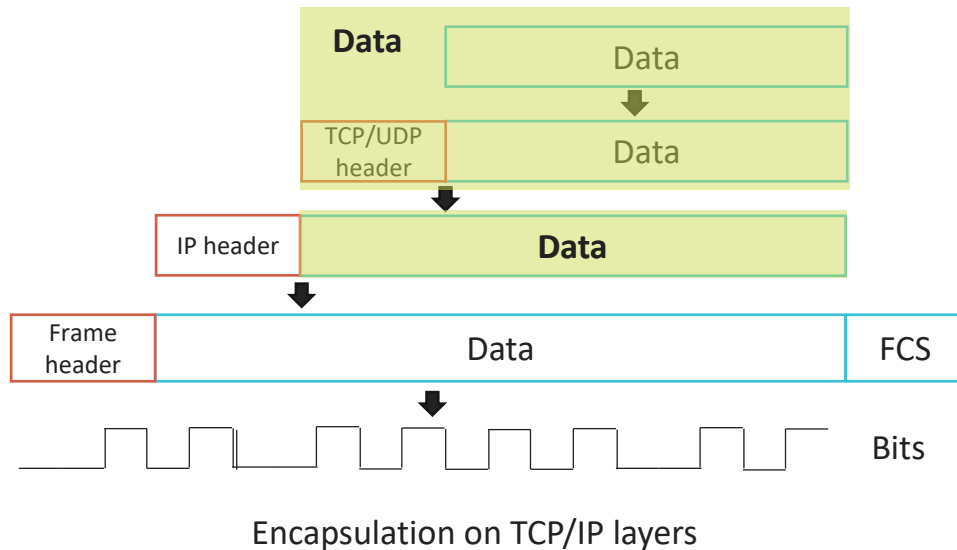 Data
Data
TCP/UDP
header
Data
IP header
Data
Frame
header
Data
FCS
Bits
Encapsulation on TCP/IP layers